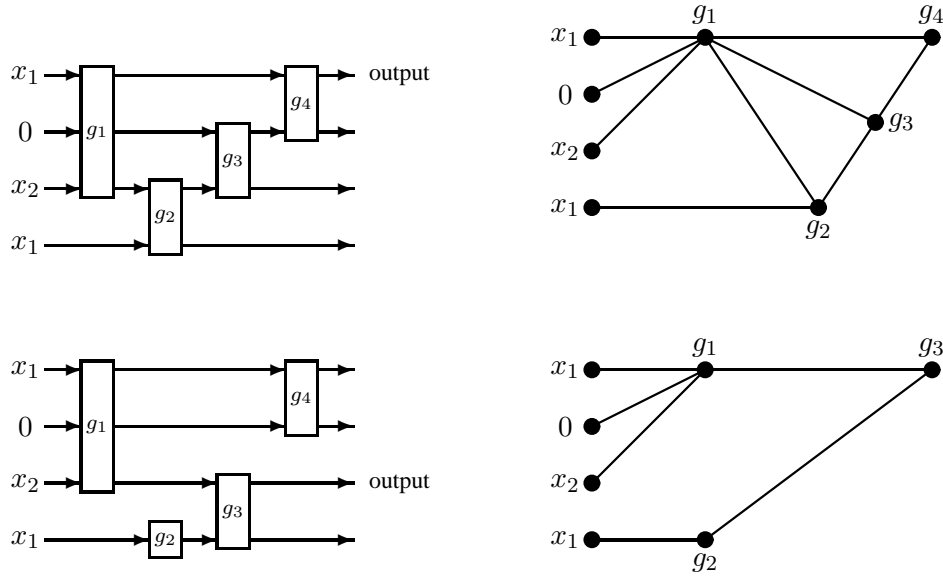 x₁ output
g₄
0 g₁
g₃
x₂
g₂
x₁
g₁ g₄
x₁
0
g₃
x₂
x₁
g₂
x₁
g₄
0 g₁
x₂ output
g₃
x₁ g₂
g₁ g₃
x₁
0
x₂
x₁
g₂